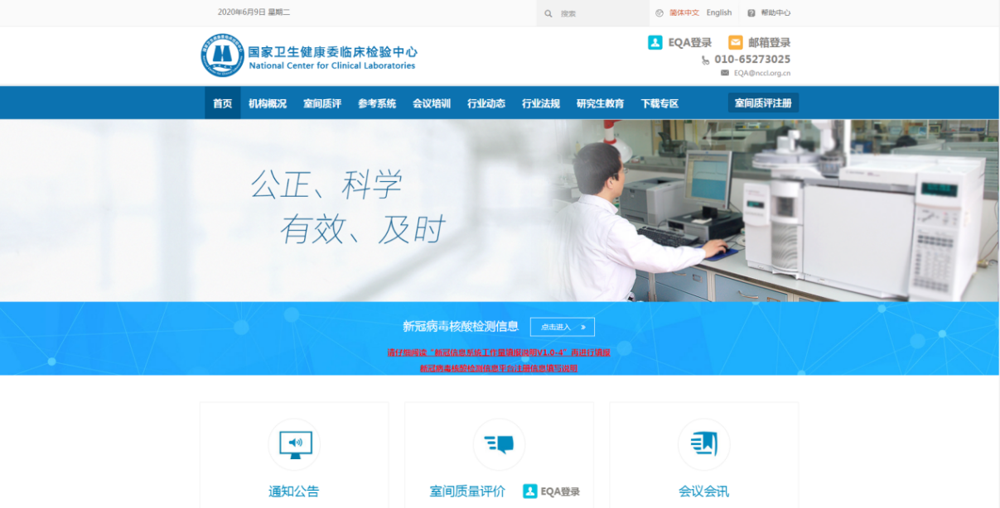 2020年6月9日 星期二
搜索
简体中文 English 帮助中心
国家卫生健康委临床检验中心
National Center for Clinical Laboratories
EQA登录 邮箱登录
010-65273025
EQA@nccl.org.cn
首页 机构概况 室间质评 参考系统 会议培训 行业动态 行业法规 研究生教育 下载专区 室间质评注册
公正、科学
有效、及时
新冠病毒核酸检测信息 点击进入 »
请仔细阅读“新冠信息系统工作量填报说明V1.0-4”再进行填报
新冠病毒核酸检测信息平台注册信息填写说明
通知公告 室间质量评价 EQA登录 会议会讯